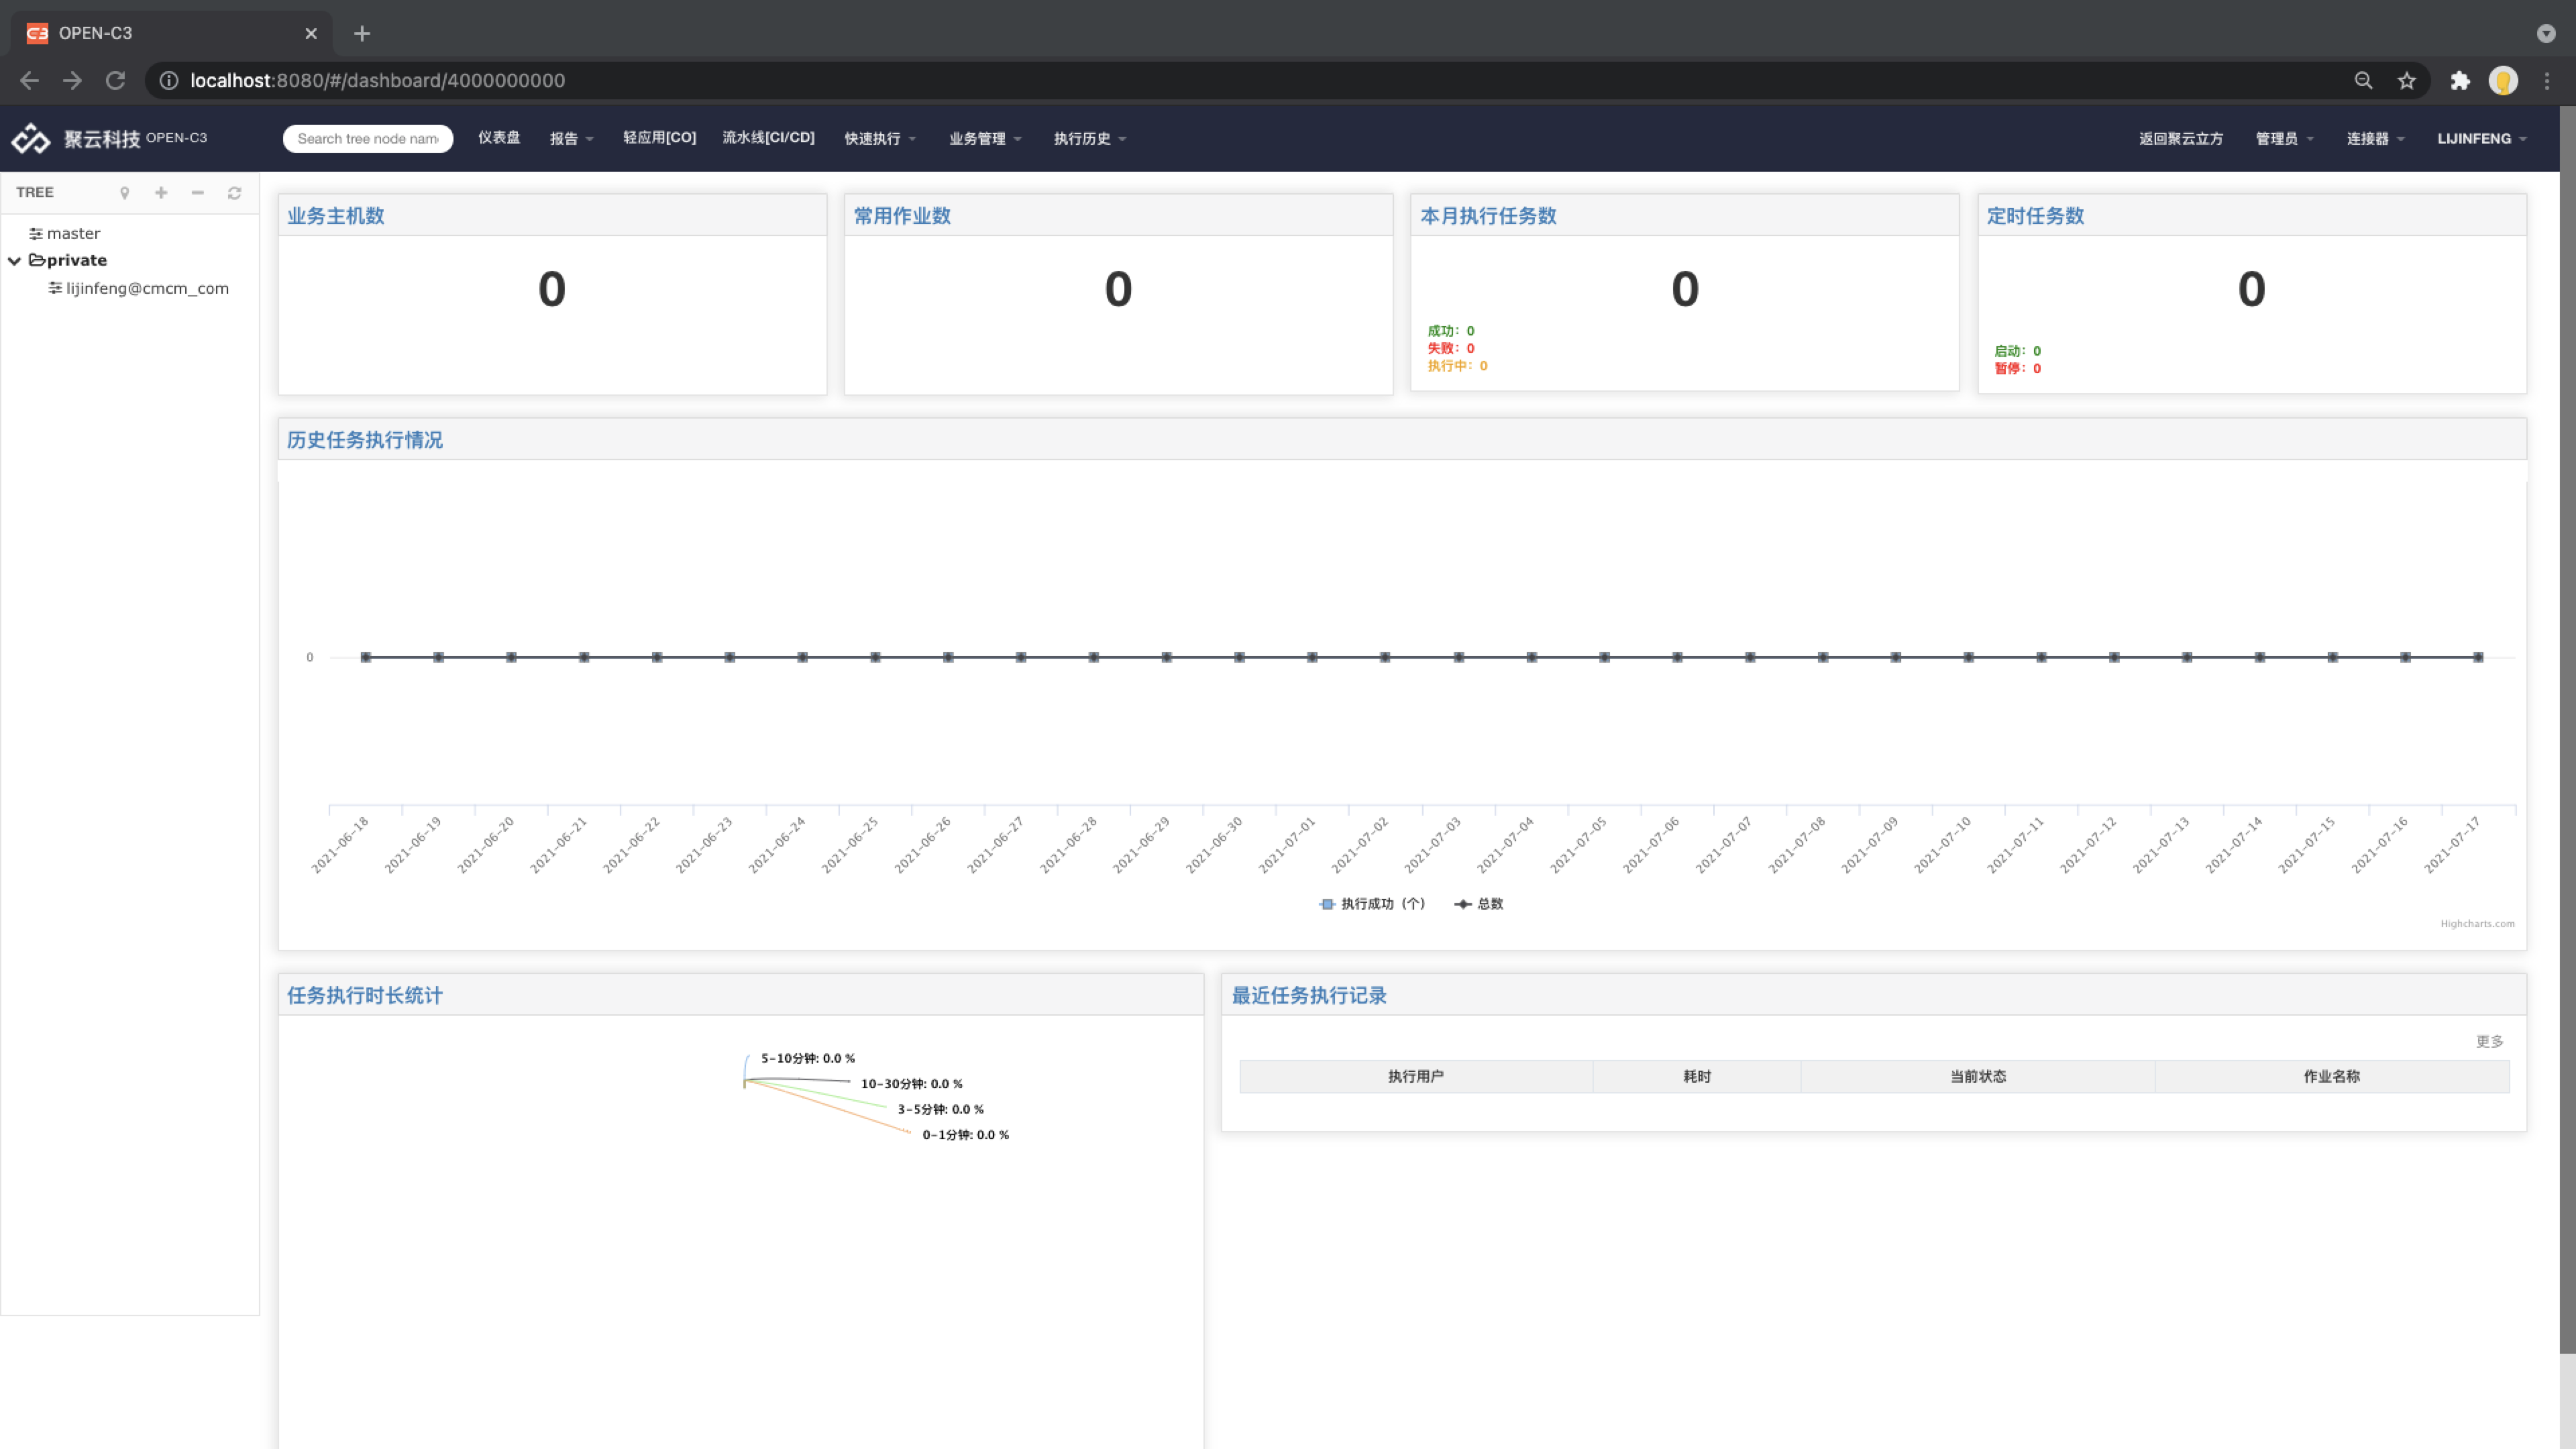 OPEN-C3
localhost:8080/#/dashboard/4000000000
聚云科技 OPEN-C3
Search tree node nam
仪表盘
报告
轻应用[CO]
流水线[CI/CD]
快速执行
业务管理
执行历史
返回聚云立方
管理员
连接器
LIJINFENG
TREE
master
private
lijinfeng@cmcm_com
业务主机数
0
常用作业数
0
本月执行任务数
0
成功：0
失败：0
执行中：0
定时任务数
0
启动：0
暂停：0
历史任务执行情况
0
2021-06-18
2021-06-19
2021-06-20
2021-06-21
2021-06-22
2021-06-23
2021-06-24
2021-06-25
2021-06-26
2021-06-27
2021-06-28
2021-06-29
2021-06-30
2021-07-01
2021-07-02
2021-07-03
2021-07-04
2021-07-05
2021-07-06
2021-07-07
2021-07-08
2021-07-09
2021-07-10
2021-07-11
2021-07-12
2021-07-13
2021-07-14
2021-07-15
2021-07-16
2021-07-17
执行成功（个）
总数
Highcharts.com
任务执行时长统计
5-10分钟: 0.0 %
10-30分钟: 0.0 %
3-5分钟: 0.0 %
0-1分钟: 0.0 %
最近任务执行记录
更多
执行用户
耗时
当前状态
作业名称